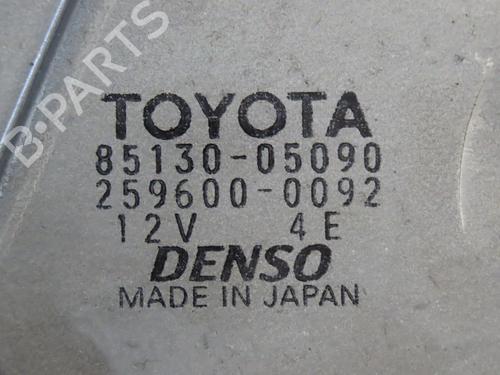 B-PARTS
TOYOTA
85130-05090
259600-0092
12V 4E
DENSO
MADE IN JAPAN